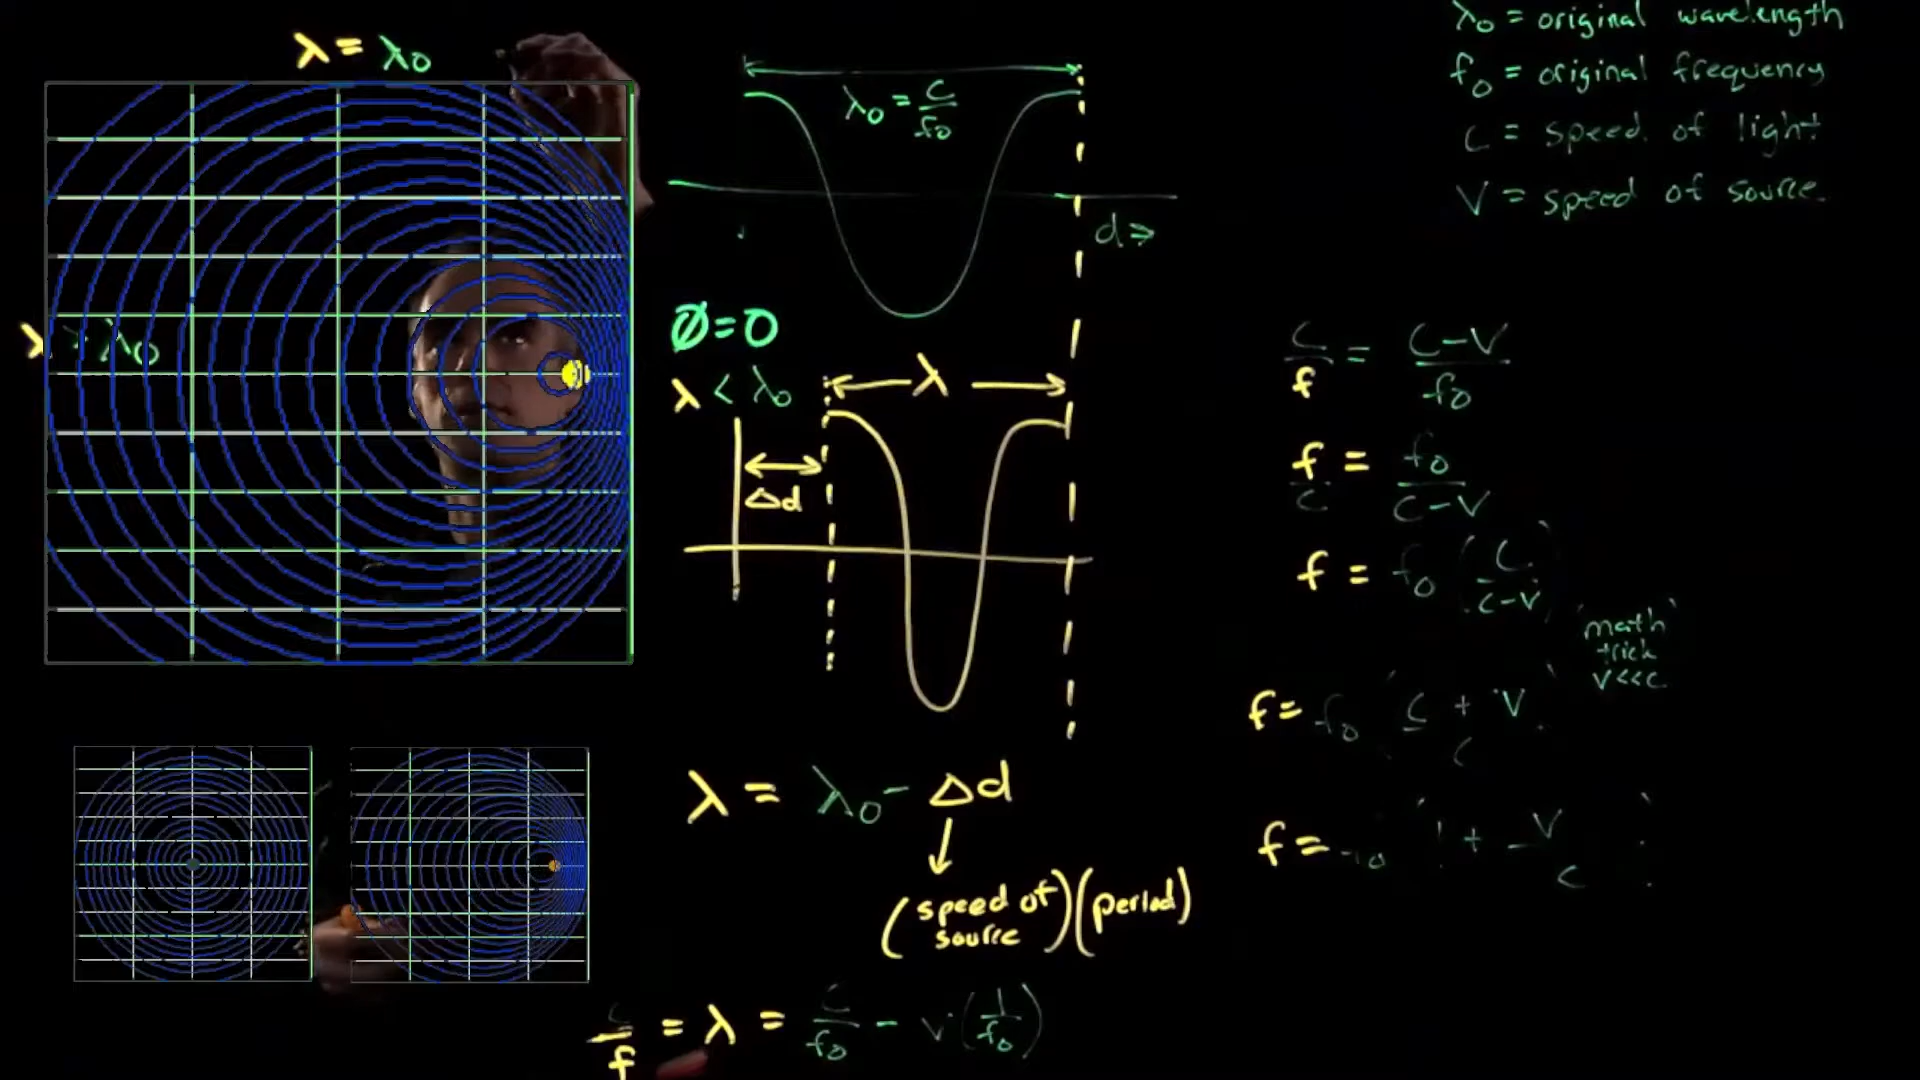 λ = λ₀
λ > λ₀
λ₀ = c/f₀
d⇒
Ø=0
λ < λ₀
λ
Δd
λ = λ₀ - Δd
(speed of source)(period)
c/f = λ = c/f₀ - v(1/f₀)
λ₀ = original wavelength
f₀ = original frequency
c = speed of light
V = speed of source
c/f = (c-v)/f₀
f/c = f₀/(c-v)
f = f₀(c/(c-v))
math
trick
v<<c
f = f₀(c + v/c)
f = f₀(1 + v/c)